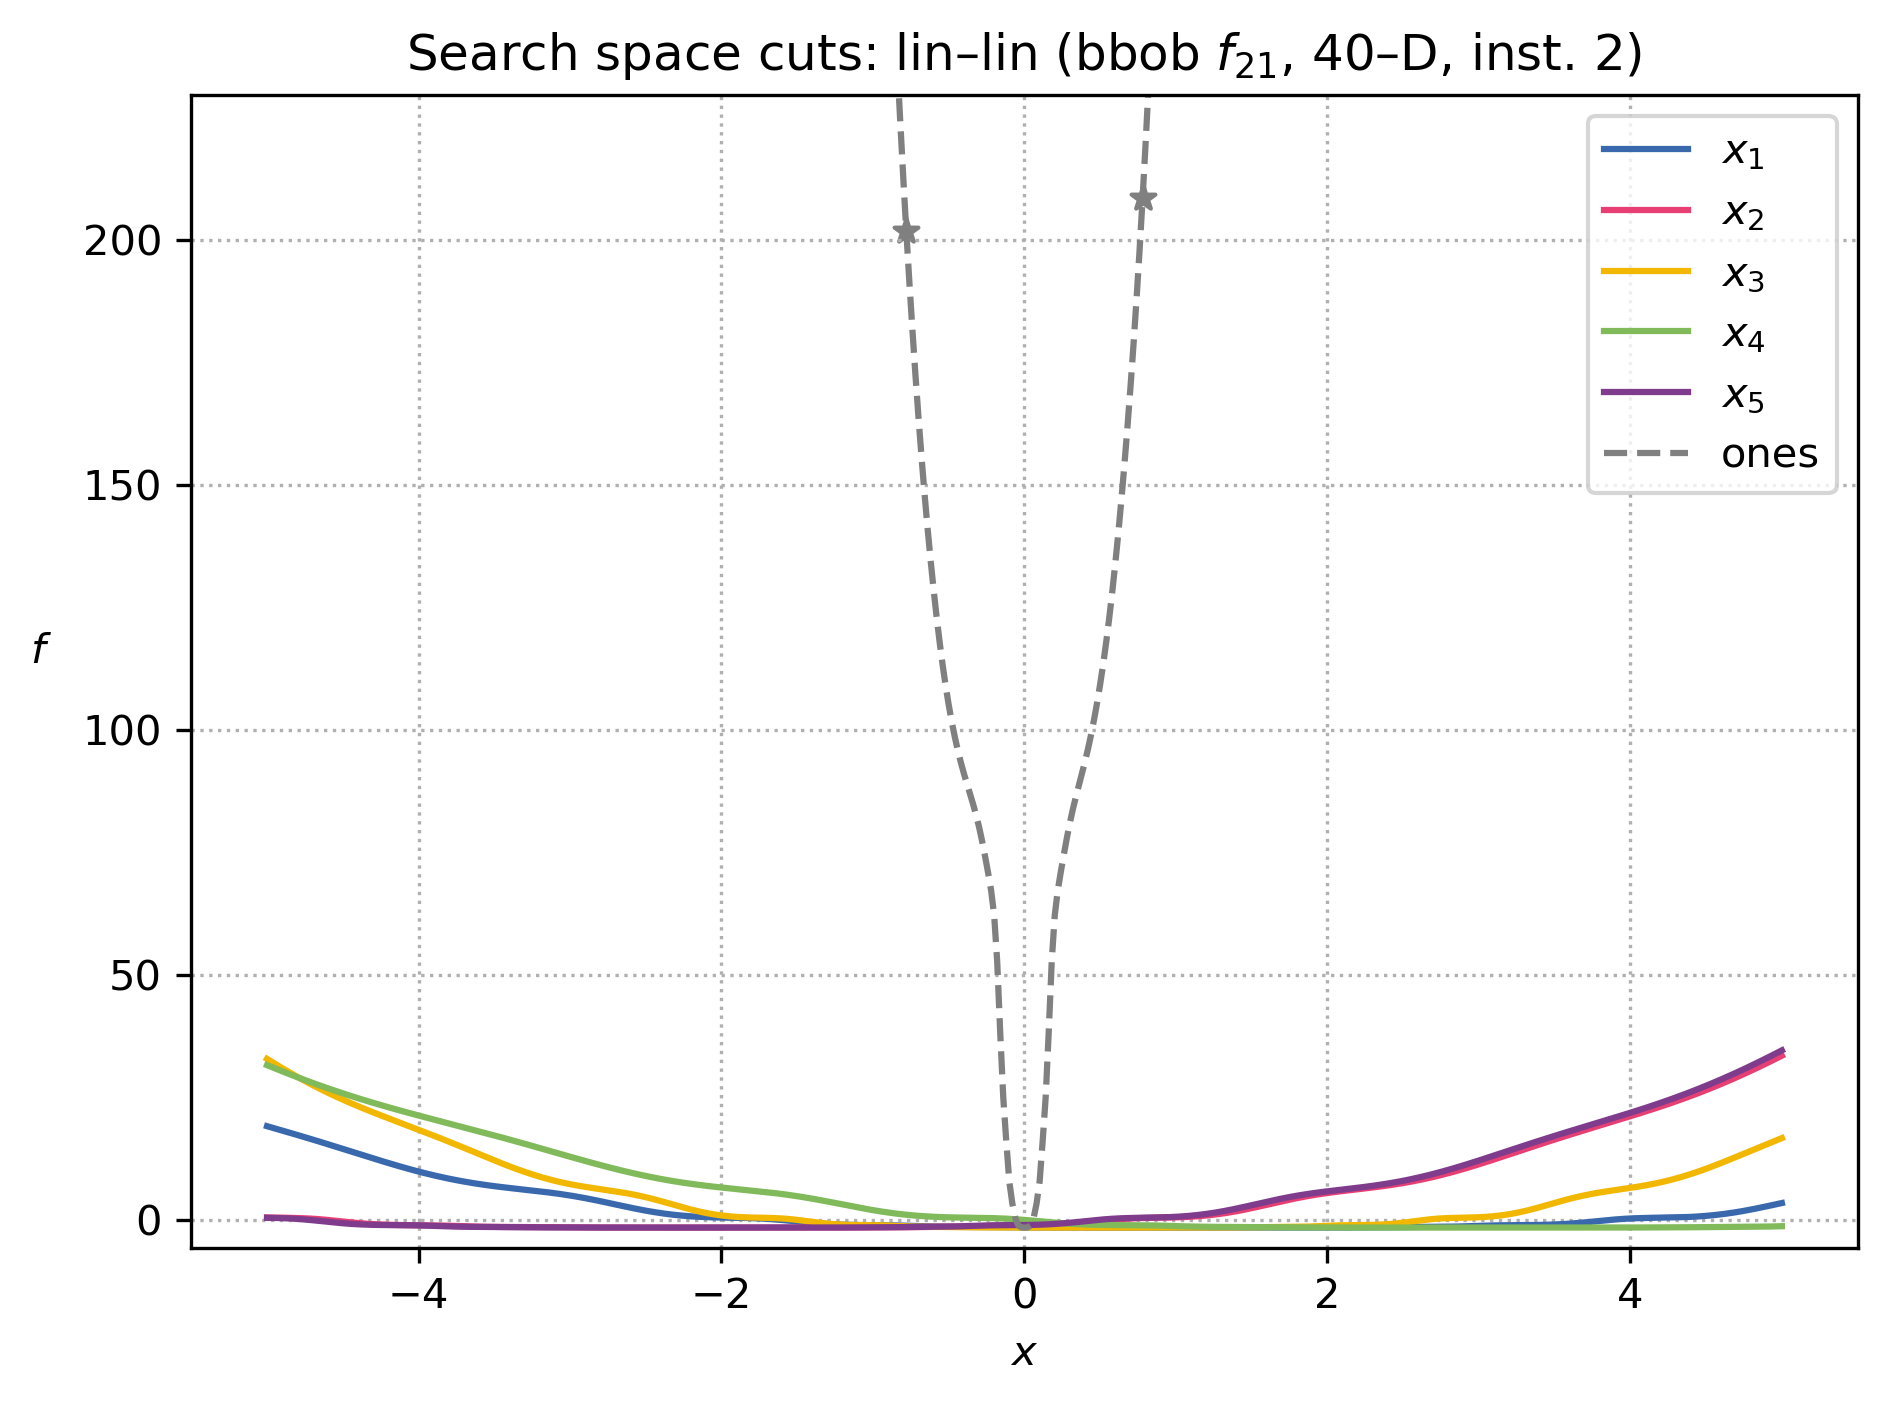 Search space cuts: lin–lin (bbob f₂₁, 40–D, inst. 2)
x₁
x₂
x₃
x₄
x₅
ones
200
150
100
50
0
f
−4 −2 0 2 4
x